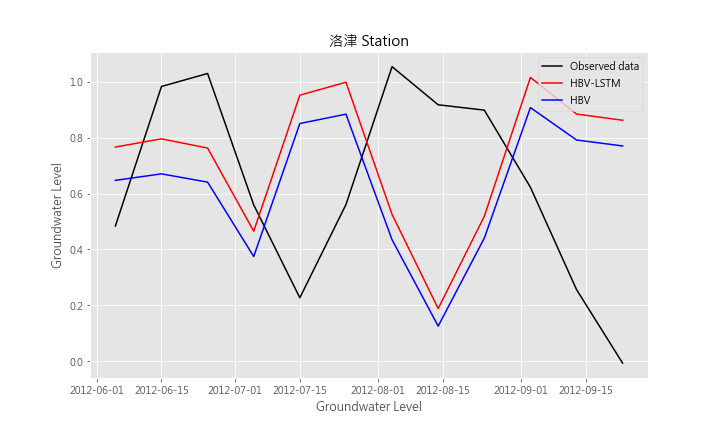 洛津 Station
Observed data
HBV-LSTM
HBV
1.0
0.8
0.6
0.4
0.2
0.0
Groundwater Level
2012-06-01 2012-06-15 2012-07-01 2012-07-15 2012-08-01 2012-08-15 2012-09-01 2012-09-15
Groundwater Level